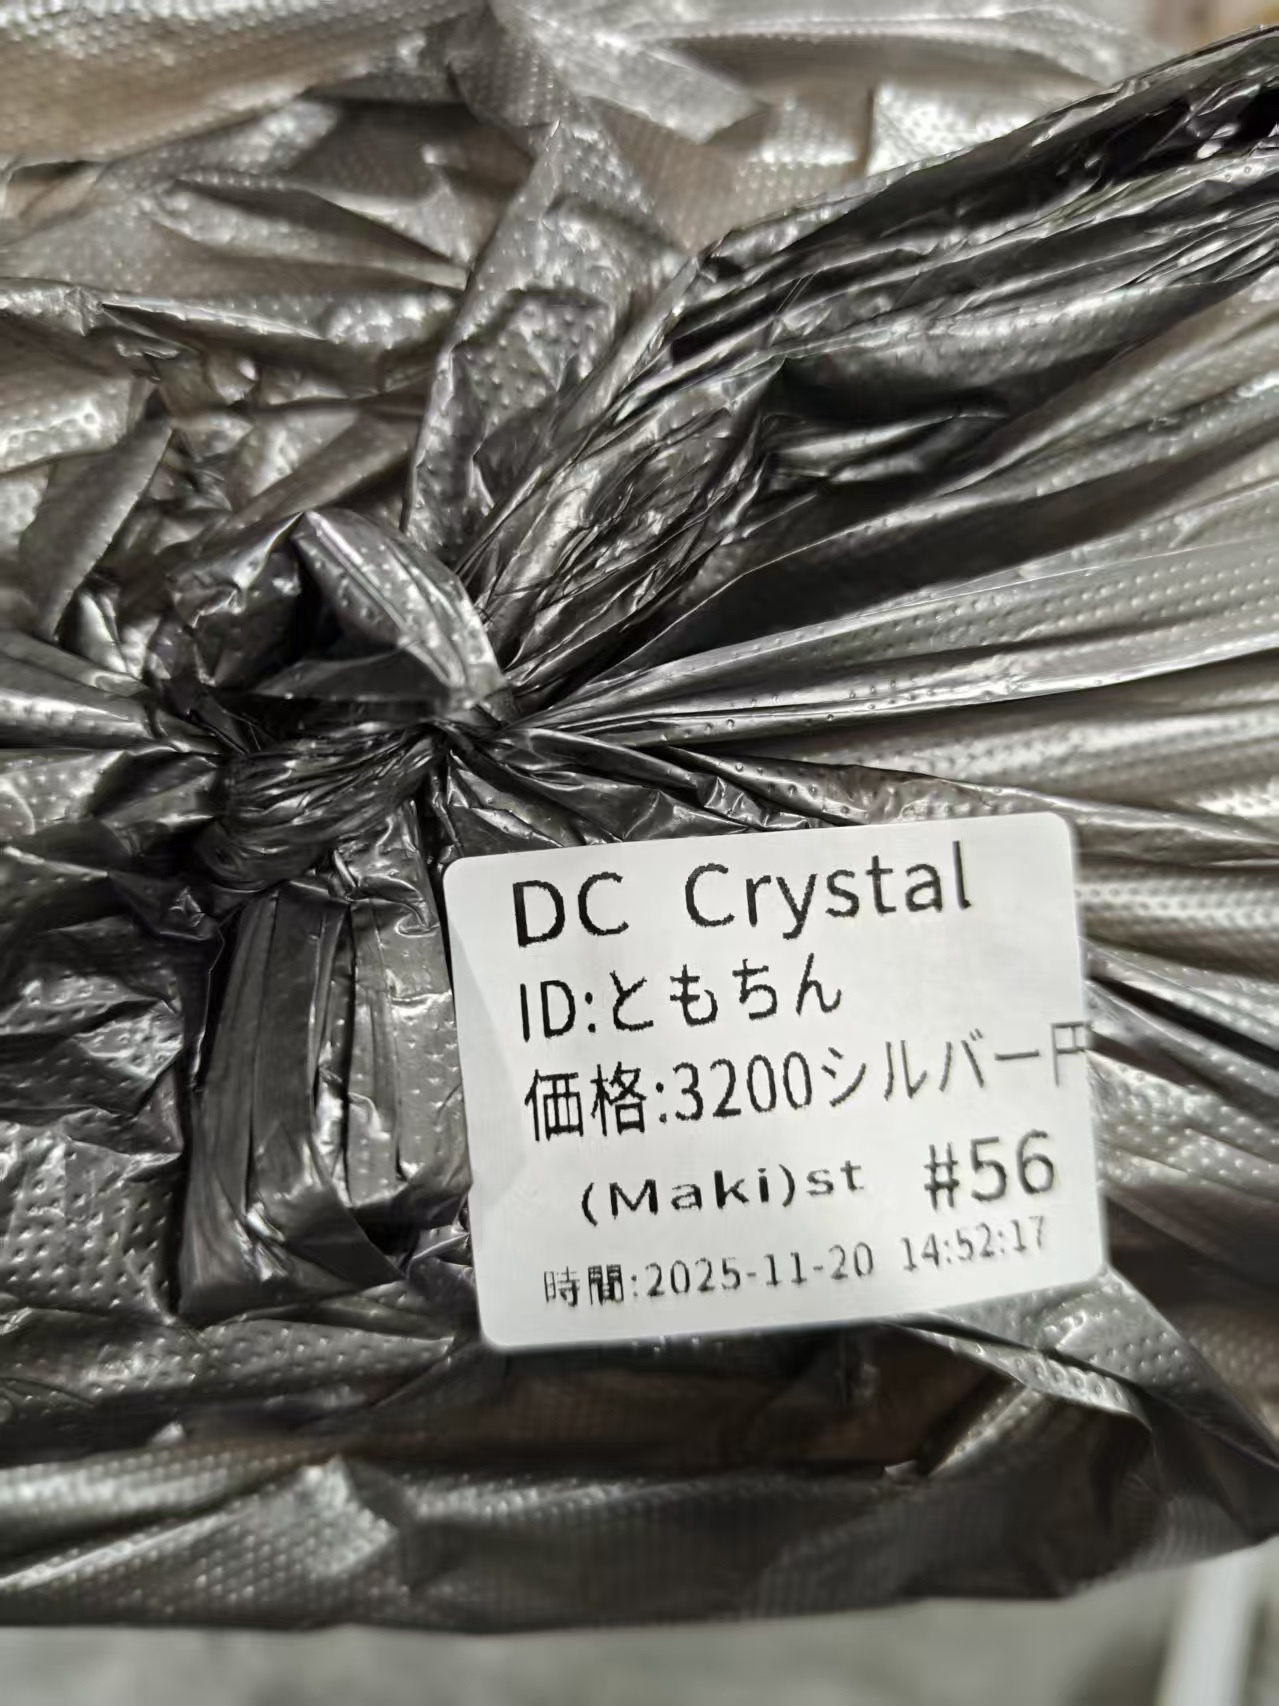 DC Crystal
ID:ともちん
価格:3200シルバー円
(Maki)st #56
時間:2025-11-20 14:52:17